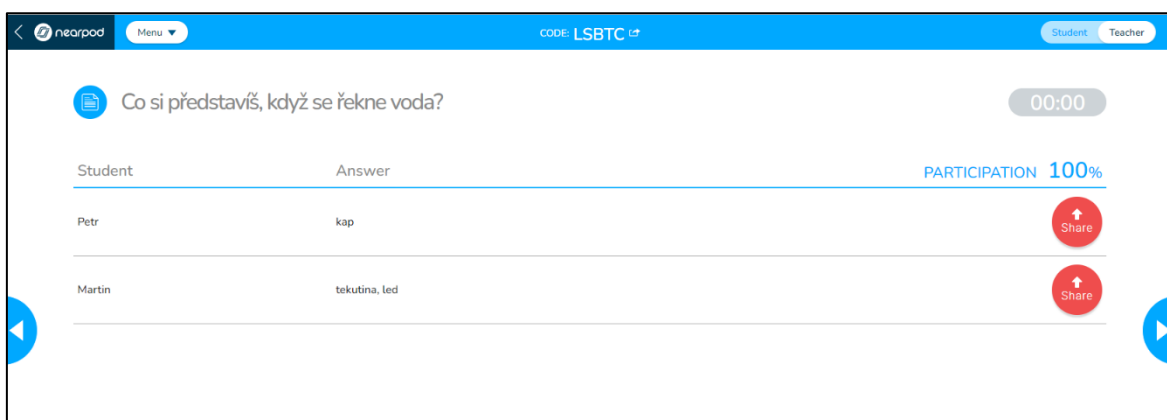 nearpod Menu CODE: LSBTC Student Teacher
Co si představíš, když se řekne voda? 00:00
Student Answer PARTICIPATION 100%
Petr kap Share
Martin tekutina, led Share